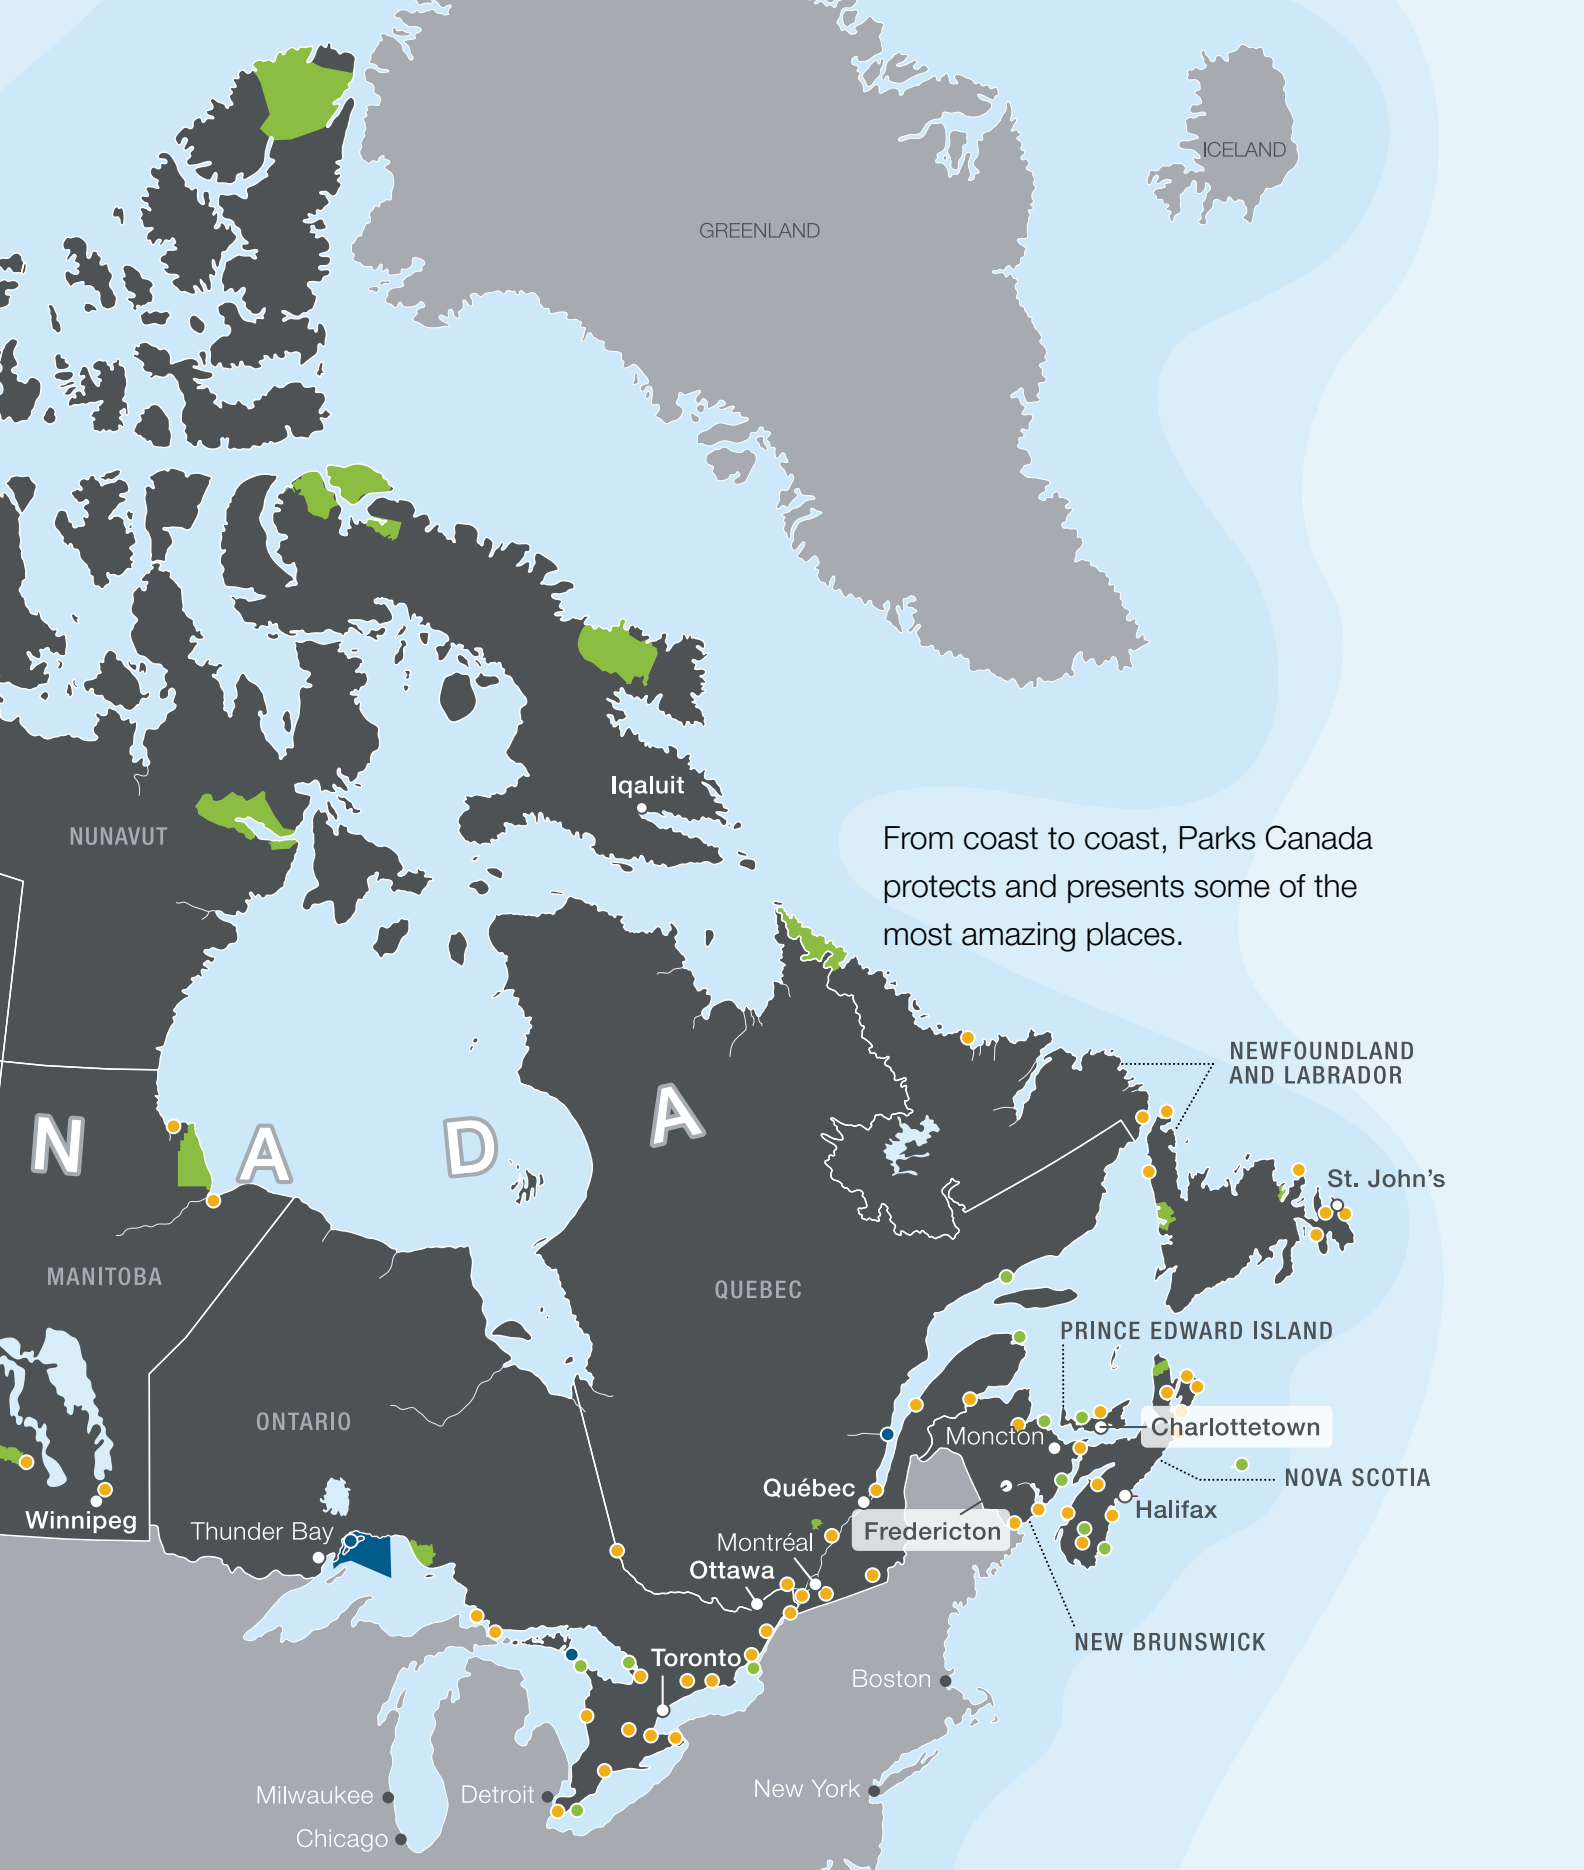 ICELAND
GREENLAND
Iqaluit
NUNAVUT
From coast to coast, Parks Canada
protects and presents some of the
most amazing places.
NEWFOUNDLAND
AND LABRADOR
N A D A
St. John's
MANITOBA
QUEBEC
PRINCE EDWARD ISLAND
ONTARIO
Charlottetown
Moncton
NOVA SCOTIA
Québec
Halifax
Winnipeg
Thunder Bay
Fredericton
Montréal
Ottawa
NEW BRUNSWICK
Toronto
Boston
Milwaukee
Detroit
New York
Chicago